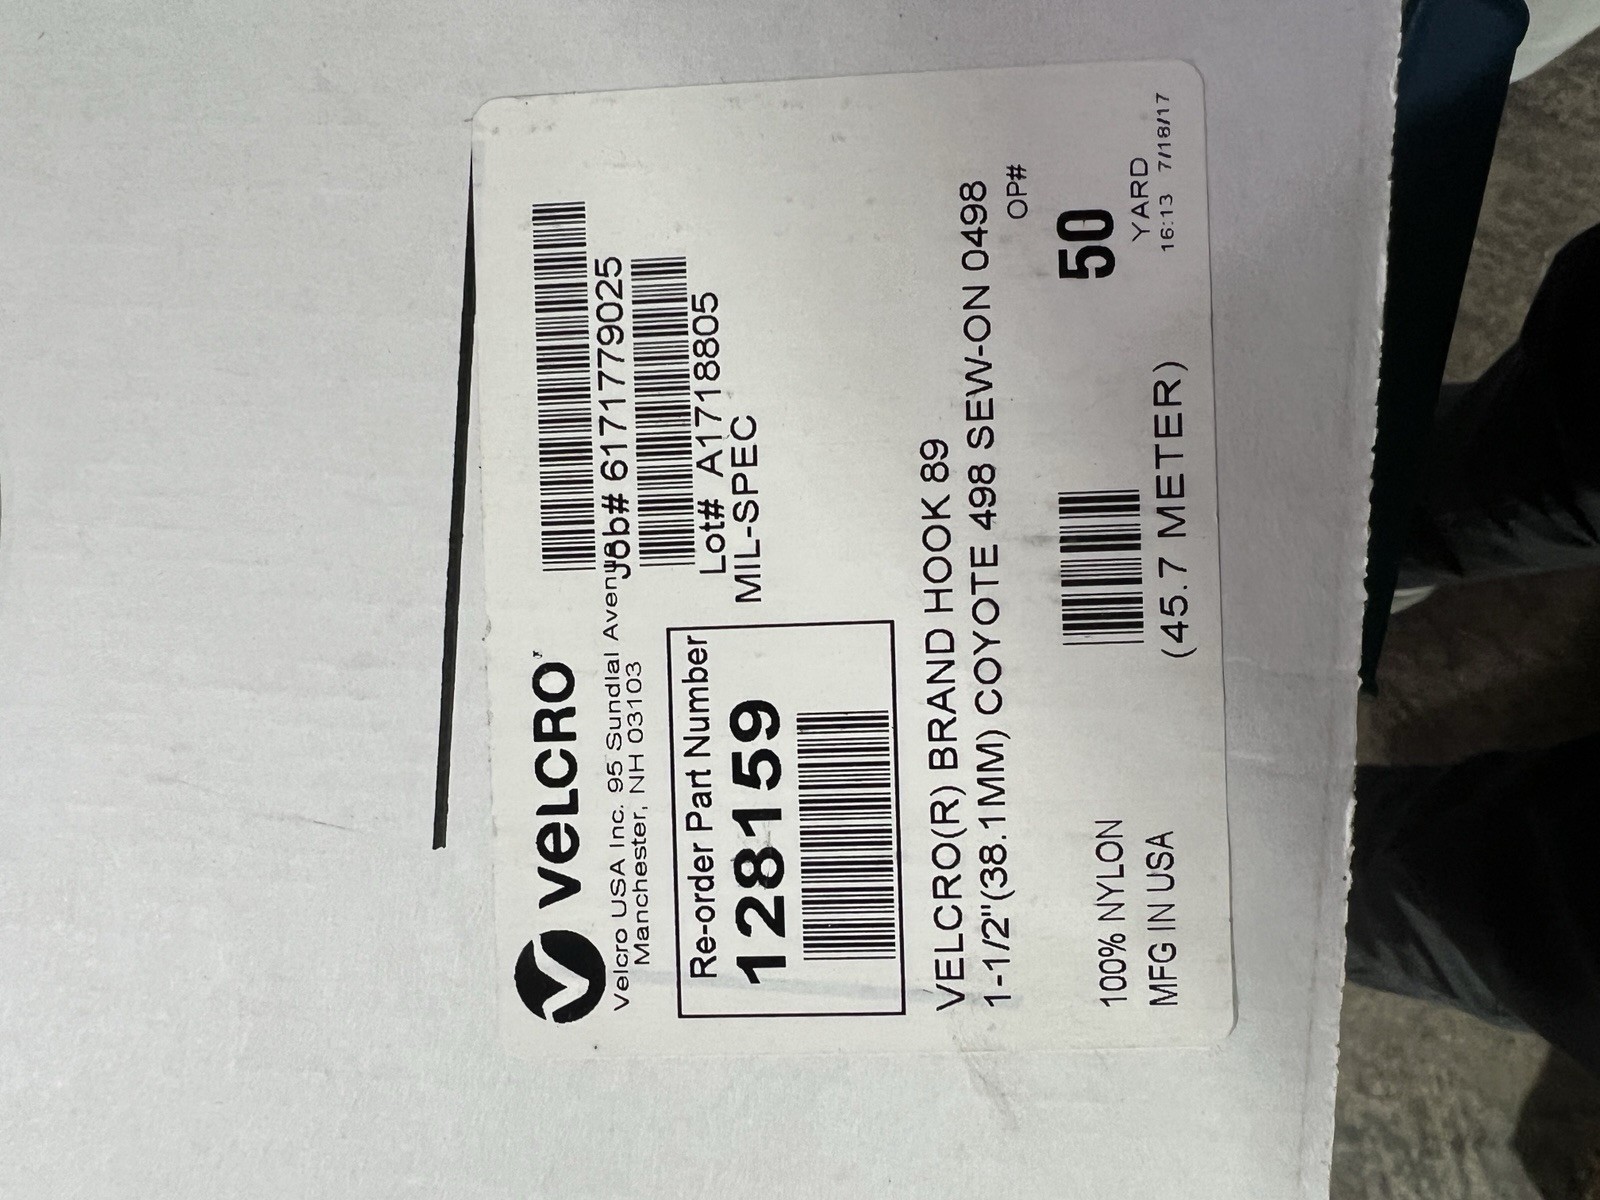 VELCRO
Velcro USA Inc. 95 Sundial Avenue
Manchester, NH 03103
Job# 6171779025
Lot# A1718805
MIL-SPEC
Re-order Part Number
128159
VELCRO(R) BRAND HOOK 89
1-1/2"(38.1MM) COYOTE 498 SEW-ON 0498
OP#
50
YARD
100% NYLON
MFG IN USA
(45.7 METER)
16:13 7/18/17